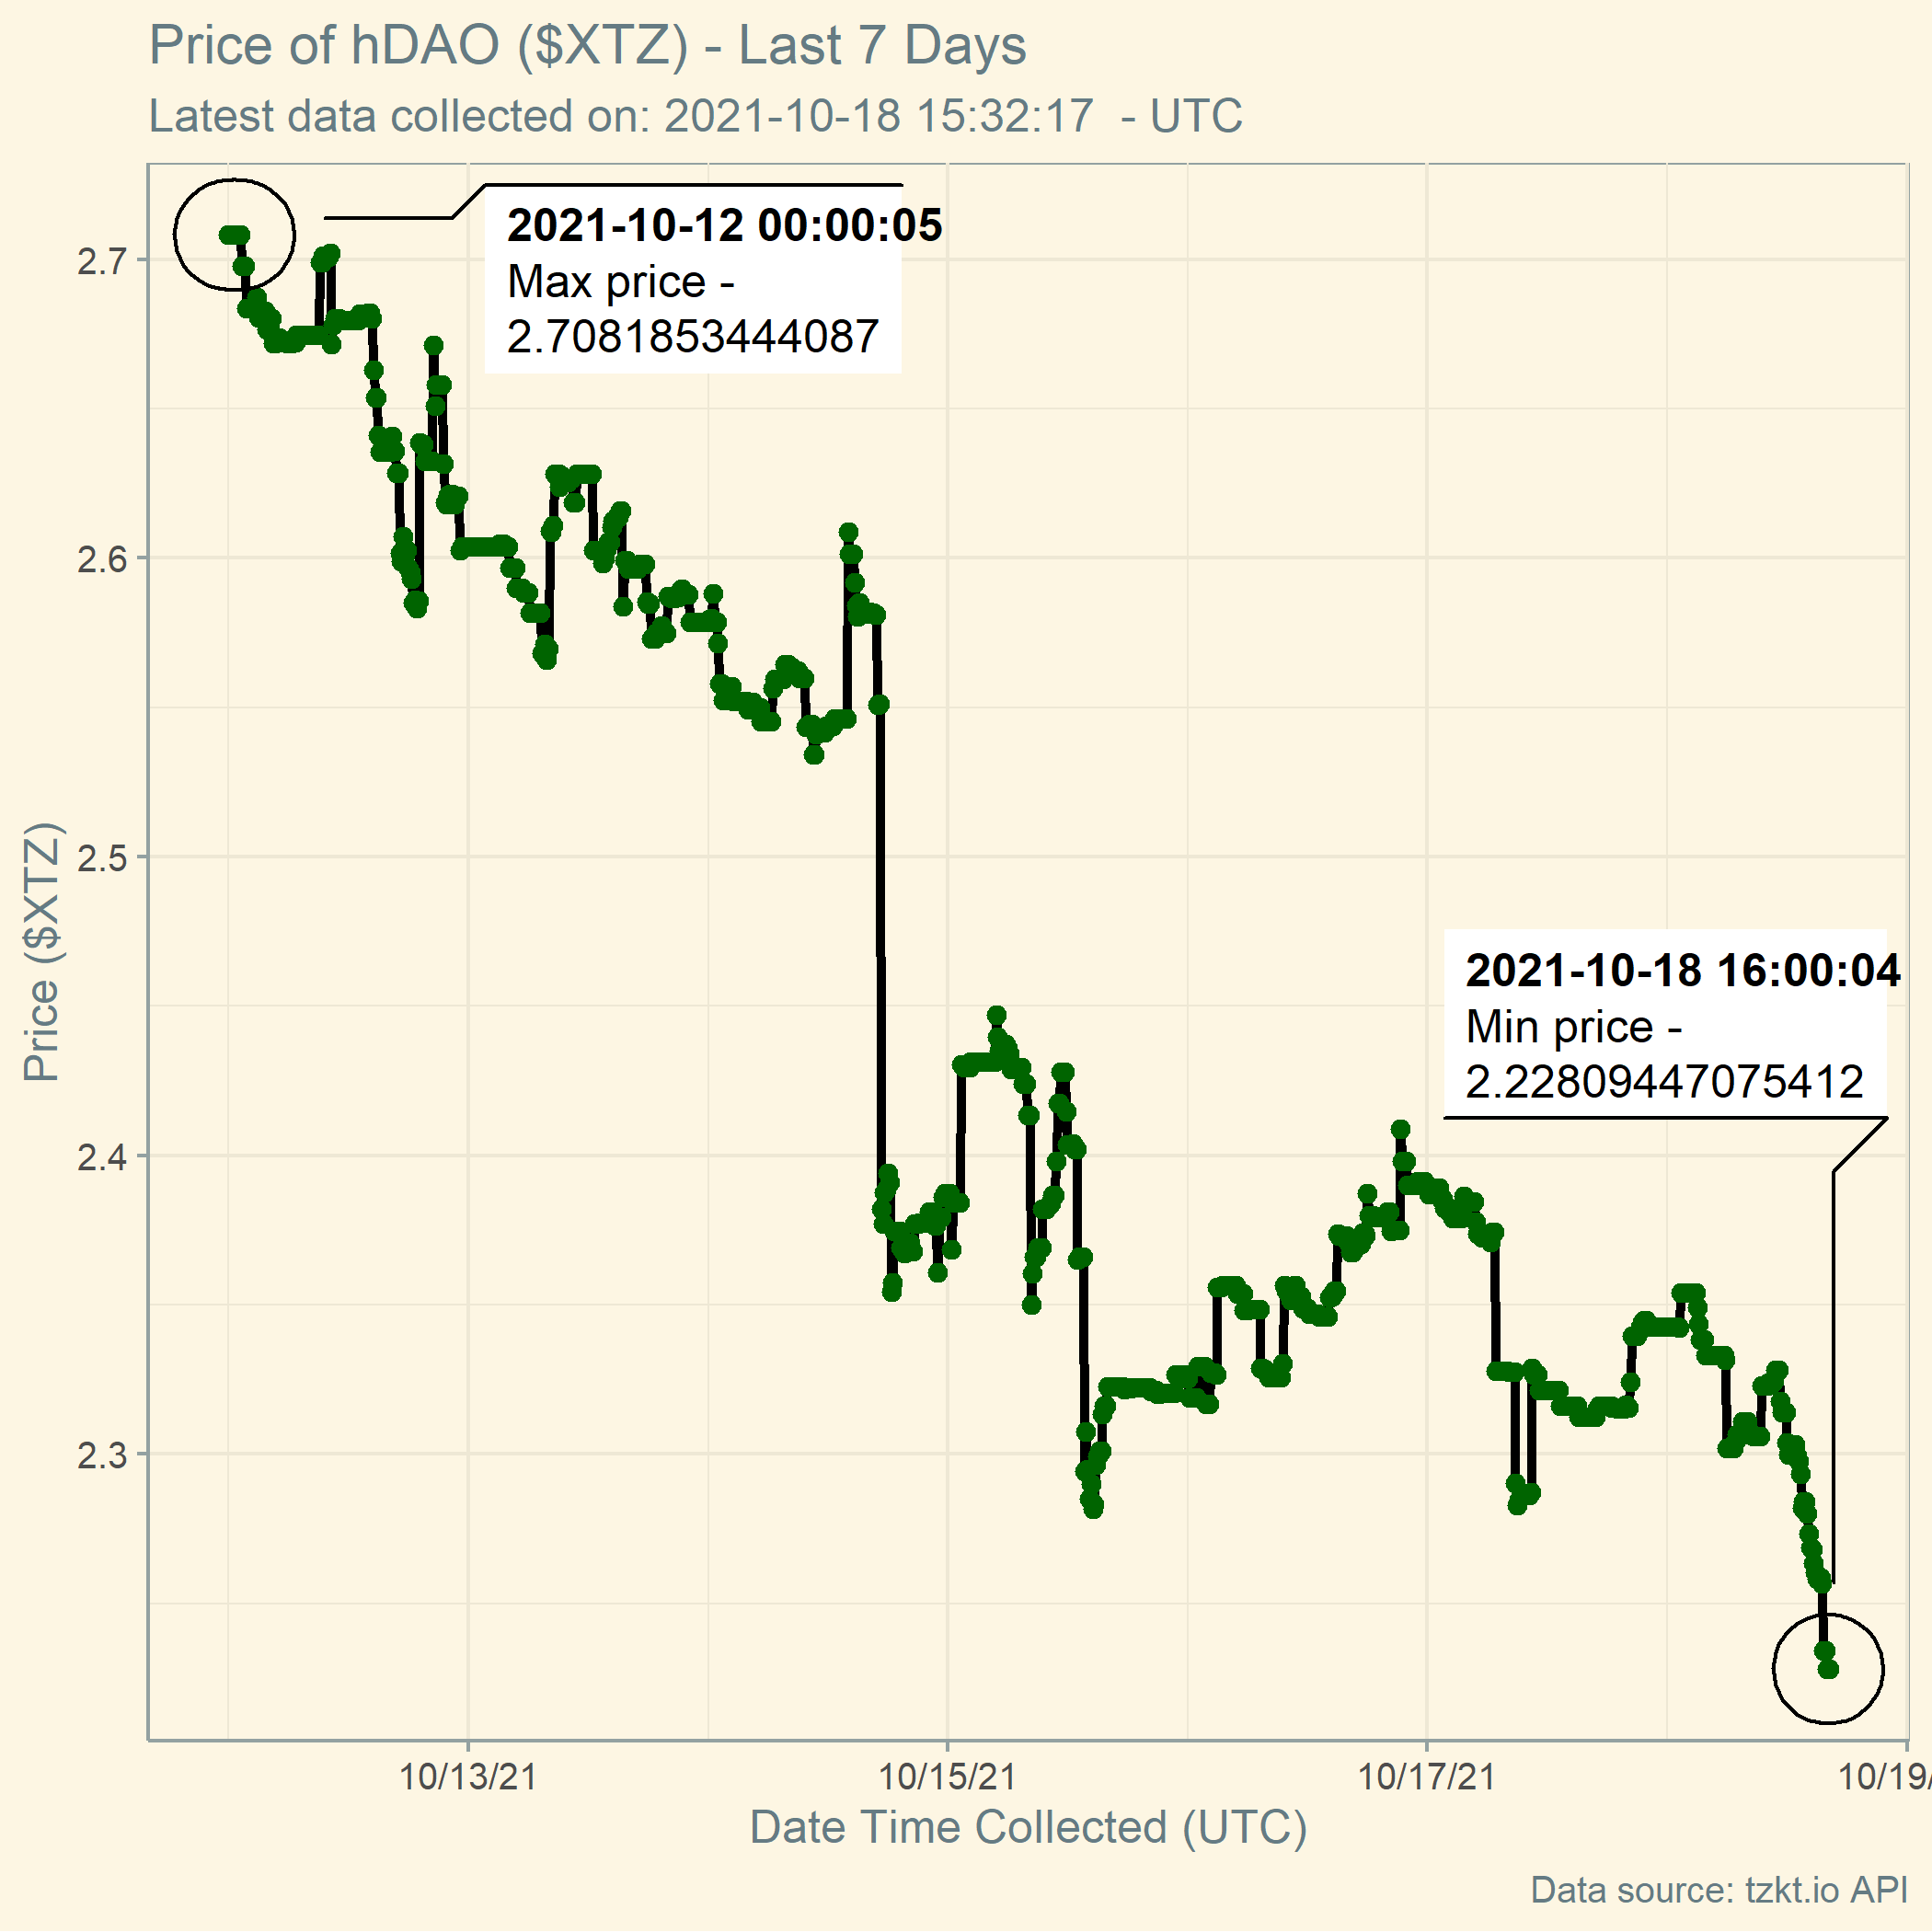 Price of hDAO ($XTZ) - Last 7 Days
Latest data collected on: 2021-10-18 15:32:17  - UTC
2021-10-12 00:00:05
Max price -
2.7081853444087
2.7
2.6
2.5
2.4
2.3
Price ($XTZ)
2021-10-18 16:00:04
Min price -
2.22809447075412
10/13/21
10/15/21
10/17/21
10/19/
Date Time Collected (UTC)
Data source: tzkt.io API